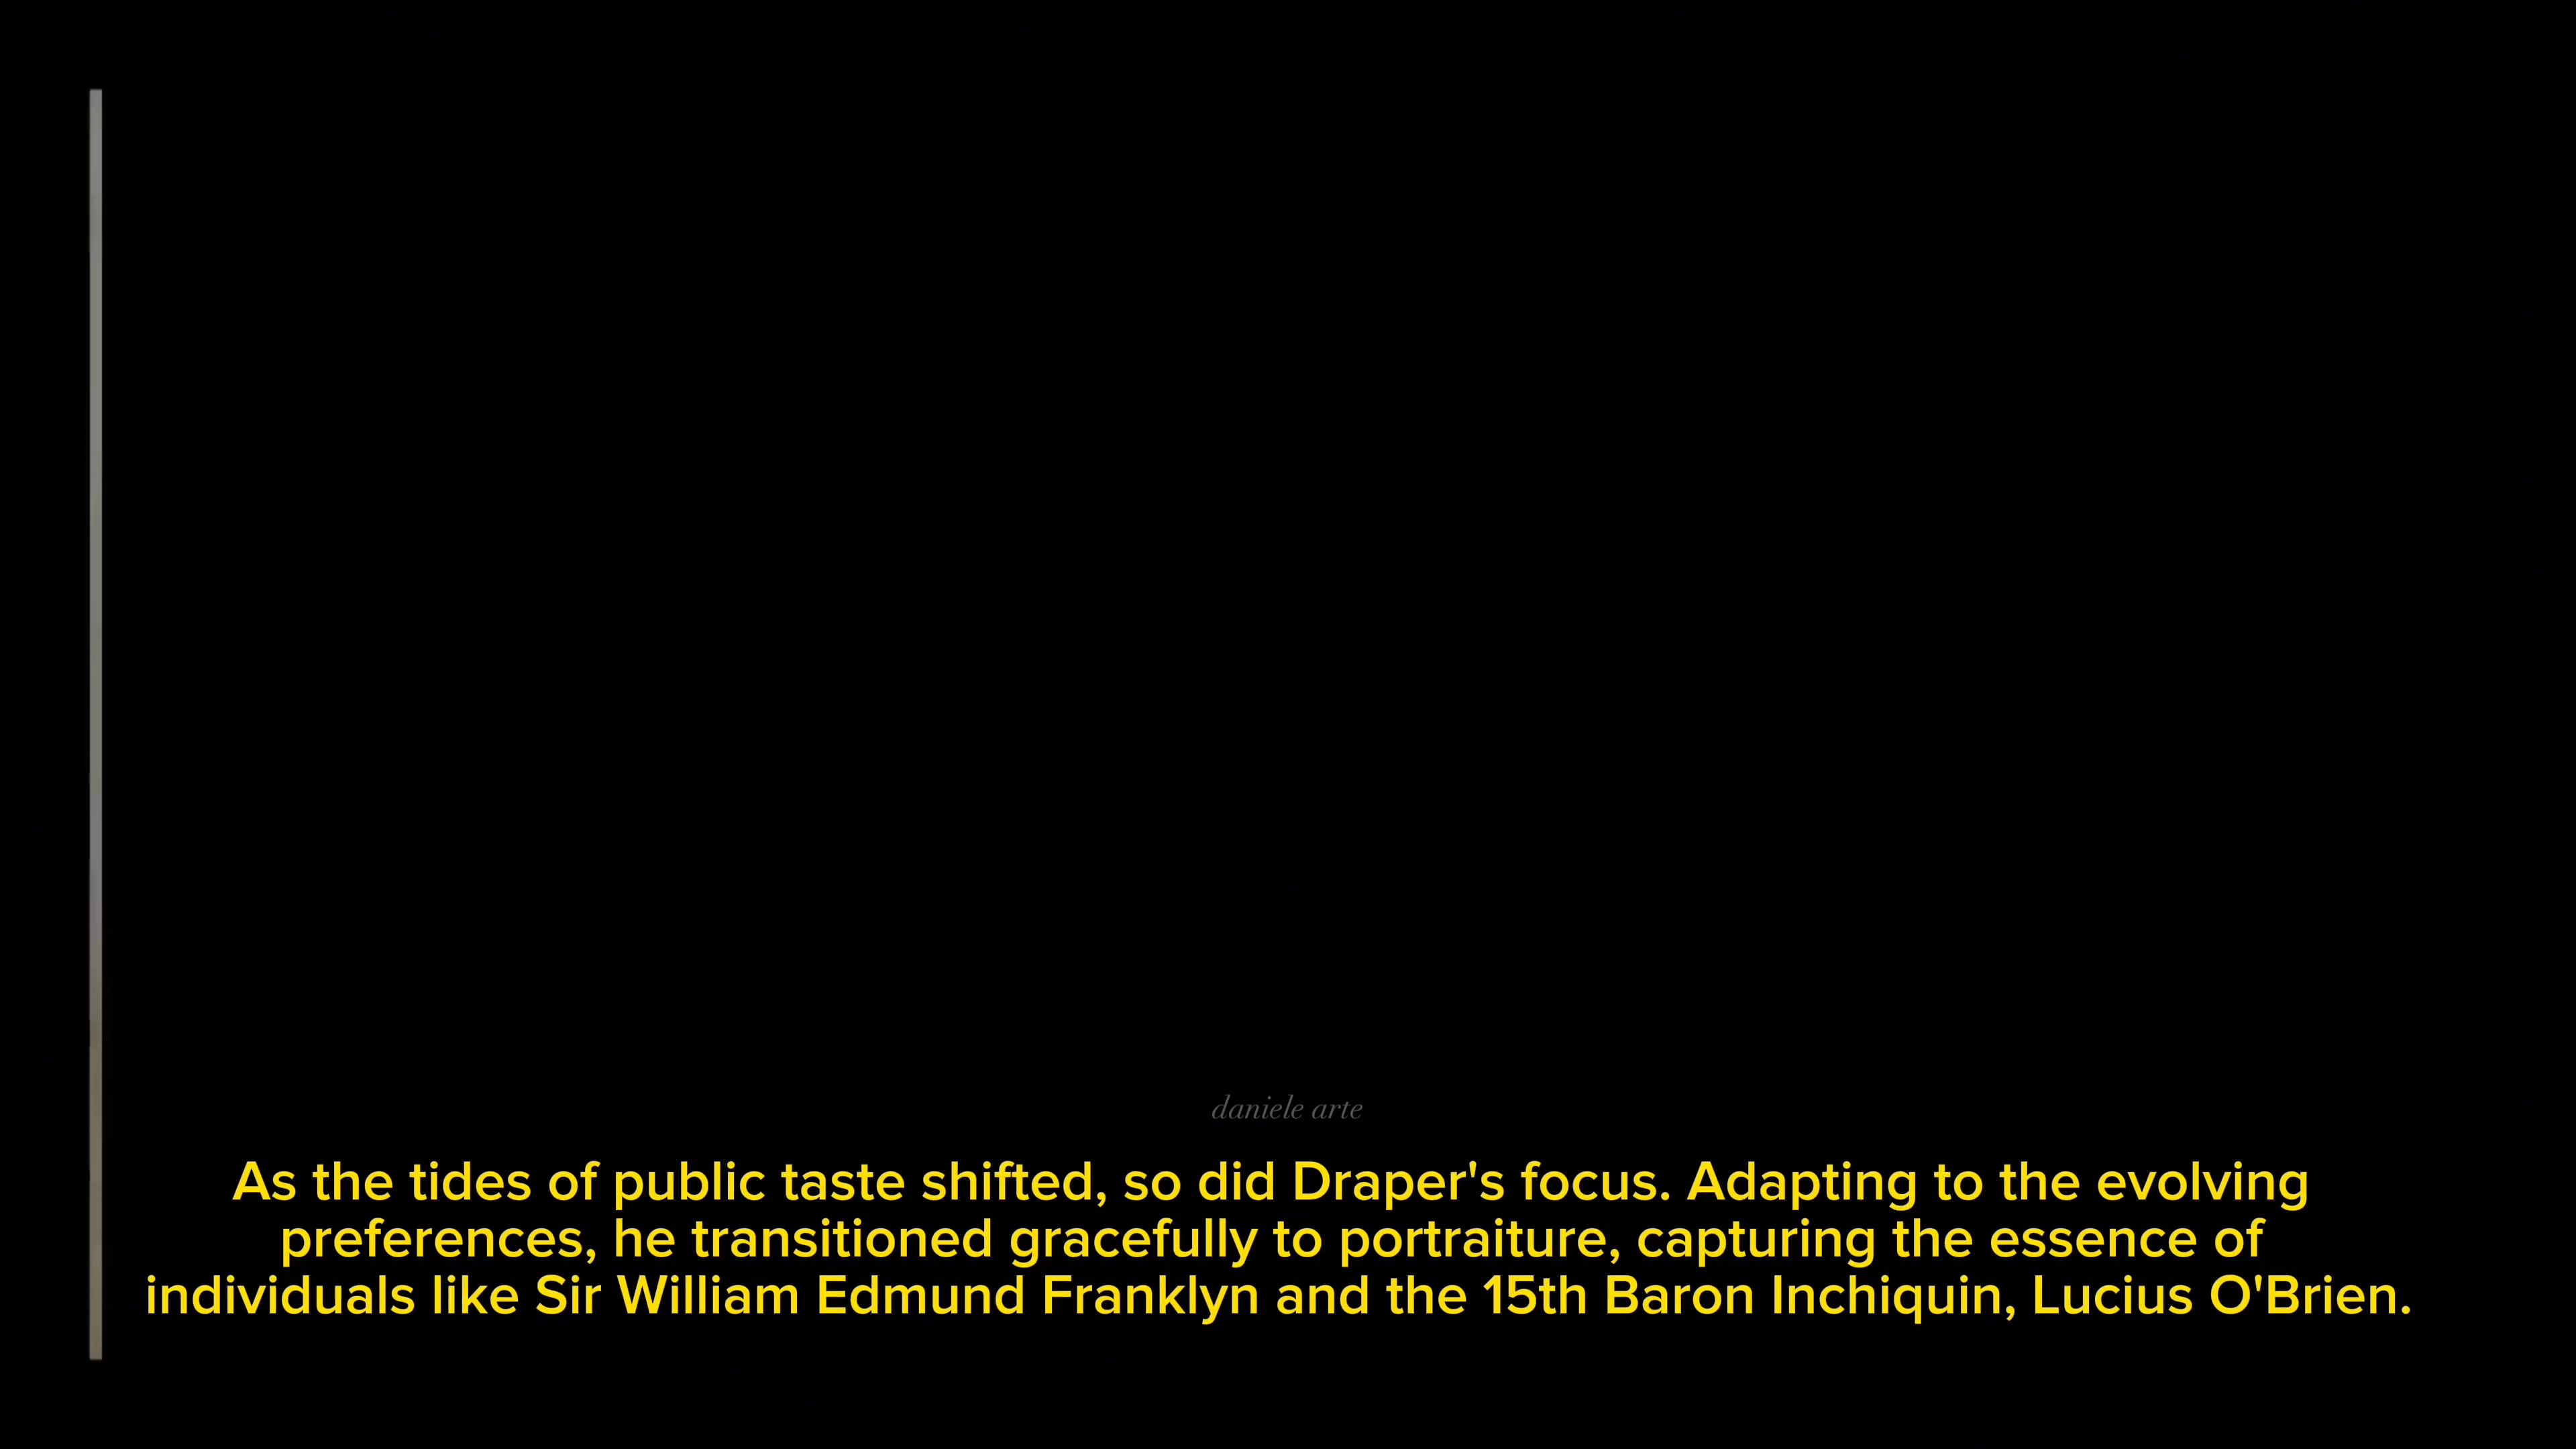 daniele arte
As the tides of public taste shifted, so did Draper's focus. Adapting to the evolving
preferences, he transitioned gracefully to portraiture, capturing the essence of
individuals like Sir William Edmund Franklyn and the 15th Baron Inchiquin, Lucius O'Brien.